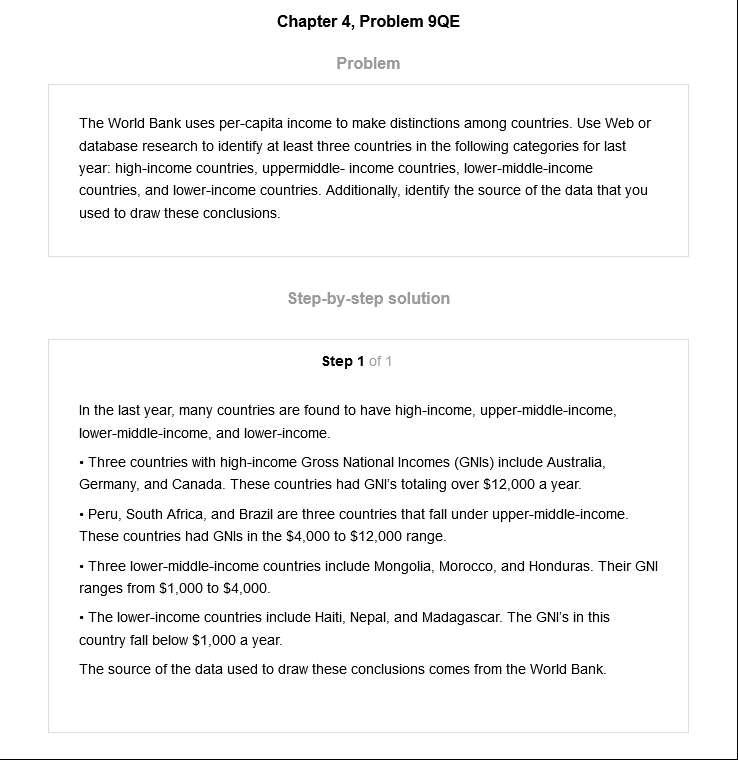 Chapter 4, Problem 9QE
Problem
The World Bank uses per-capita income to make distinctions among countries. Use Web or
database research to identify at least three countries in the following categories for last
year: high-income countries, uppermiddle- income countries, lower-middle-income
countries, and lower-income countries. Additionally, identify the source of the data that you
used to draw these conclusions.
Step-by-step solution
Step 1 of 1
In the last year, many countries are found to have high-income, upper-middle-income,
lower-middle-income, and lower-income.
• Three countries with high-income Gross National Incomes (GNIs) include Australia,
Germany, and Canada. These countries had GNI's totaling over $12,000 a year.
• Peru, South Africa, and Brazil are three countries that fall under upper-middle-income.
These countries had GNIs in the $4,000 to $12,000 range.
• Three lower-middle-income countries include Mongolia, Morocco, and Honduras. Their GNI
ranges from $1,000 to $4,000.
• The lower-income countries include Haiti, Nepal, and Madagascar. The GNI's in this
country fall below $1,000 a year.
The source of the data used to draw these conclusions comes from the World Bank.